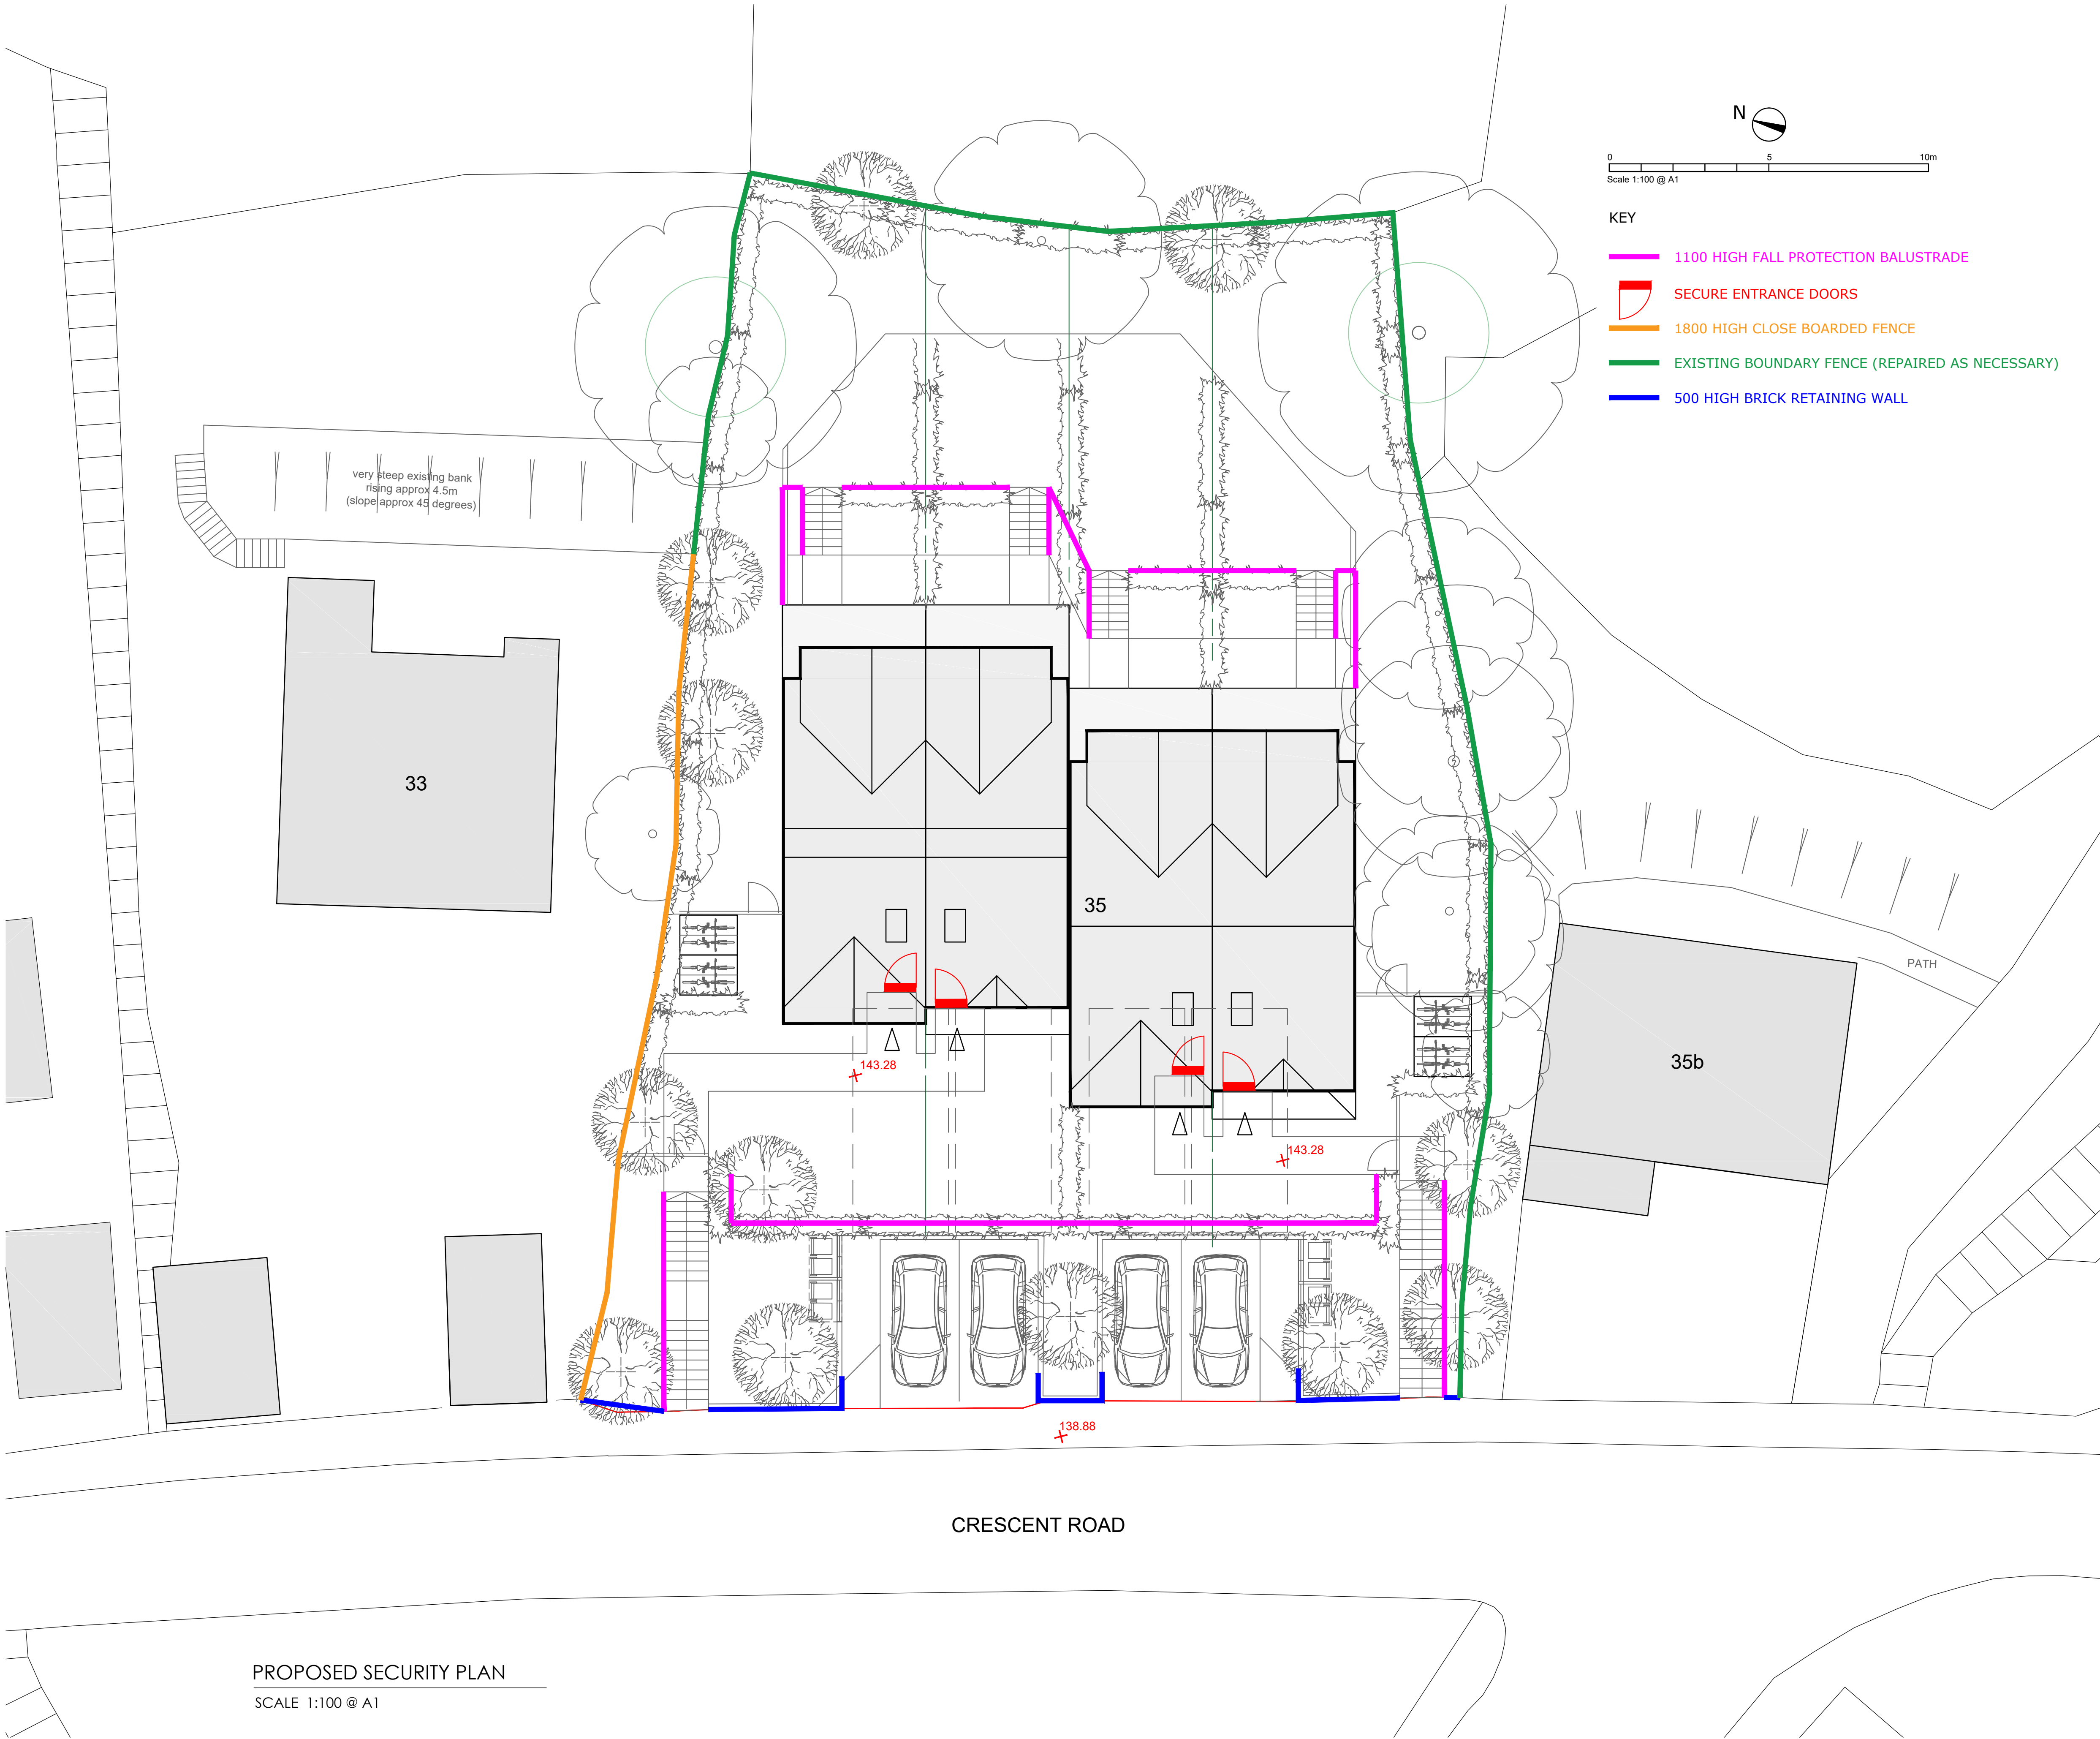 N
0 5 10m
Scale 1:100 @ A1
KEY
1100 HIGH FALL PROTECTION BALUSTRADE
SECURE ENTRANCE DOORS
1800 HIGH CLOSE BOARDED FENCE
EXISTING BOUNDARY FENCE (REPAIRED AS NECESSARY)
500 HIGH BRICK RETAINING WALL
very steep existing bank
rising approx 4.5m
(slope approx 45 degrees)
33
35
PATH
35b
143.28
143.28
138.88
CRESCENT ROAD
PROPOSED SECURITY PLAN
SCALE 1:100 @ A1